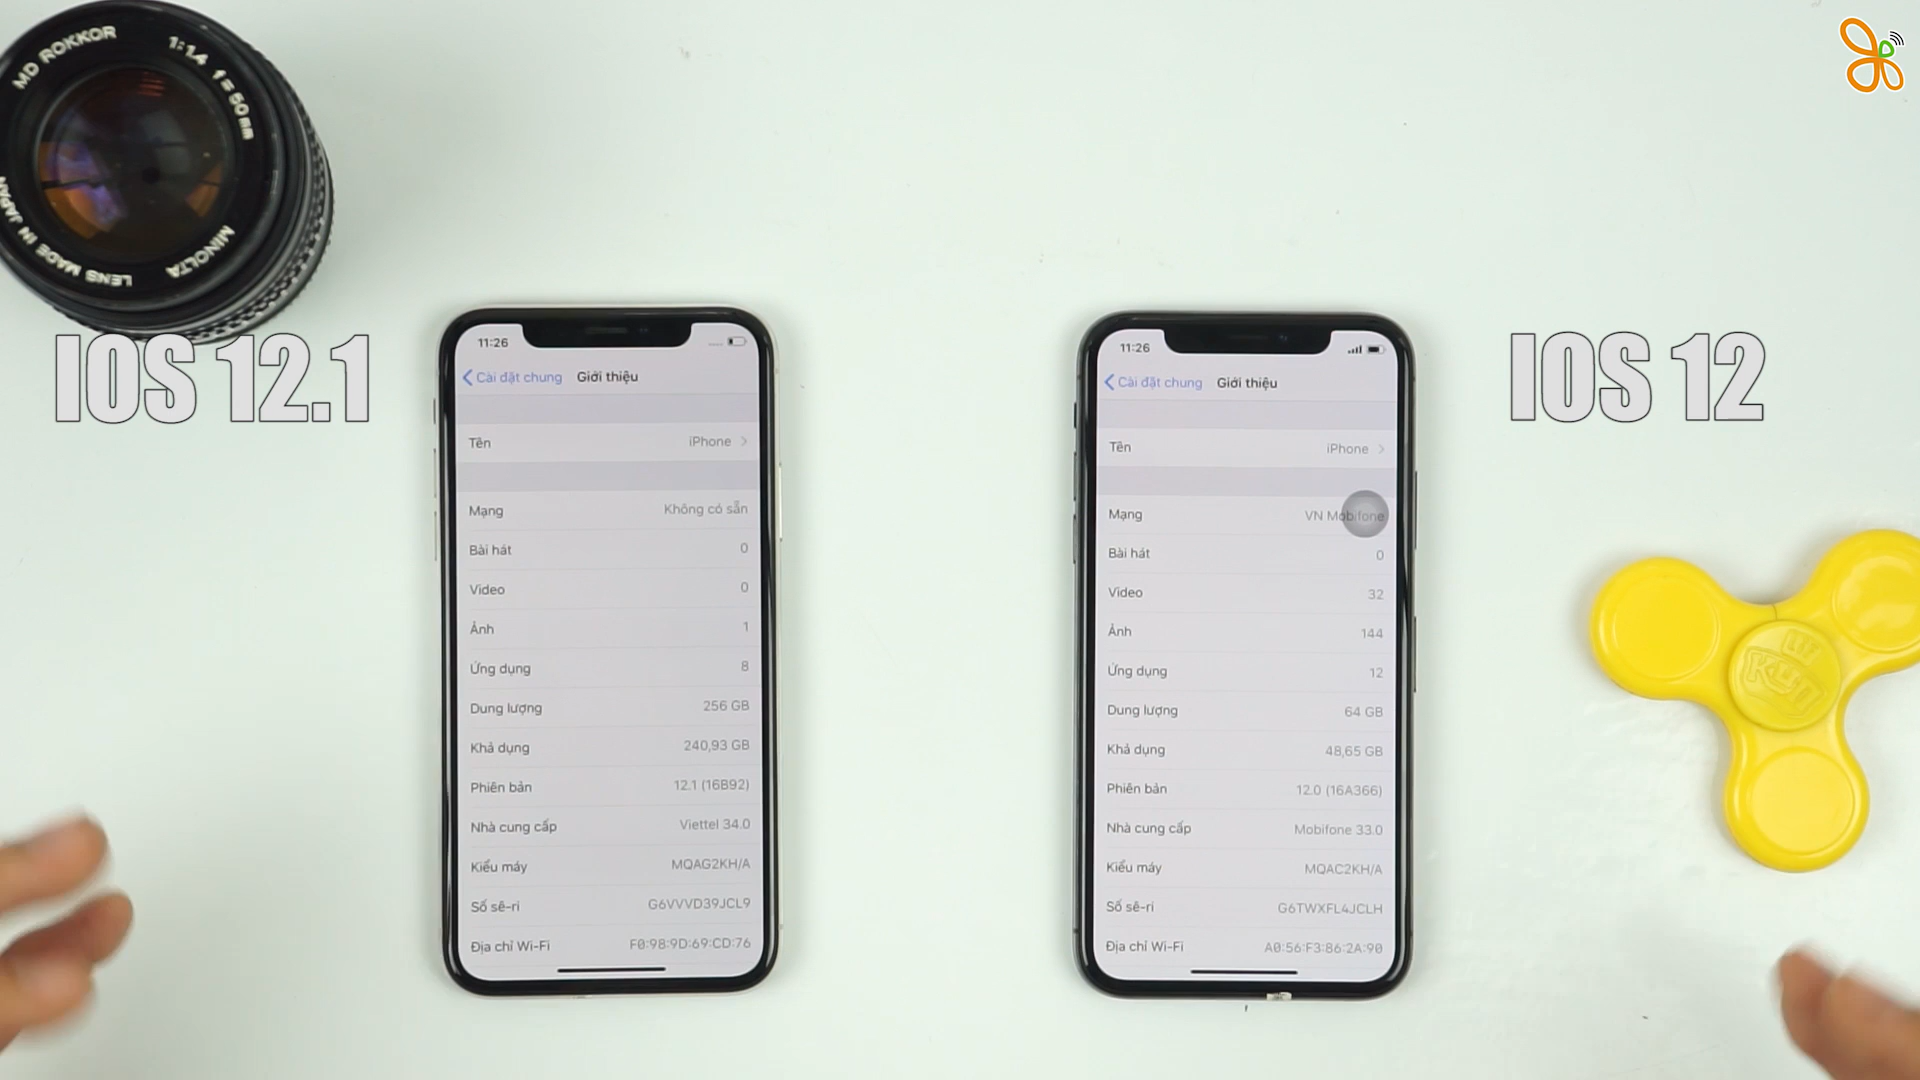 MD ROKKOR 1:1.4 f=50mm
MINOLTA
LENS MADE IN JAPAN
IOS 12.1
11:26
Cài đặt chung Giới thiệu
Tên iPhone
Mạng Không có sẵn
Bài hát 0
Video 0
Ảnh 1
Ứng dụng 8
Dung lượng 256 GB
Khả dụng 240,93 GB
Phiên bản 12.1 (16B92)
Nhà cung cấp Viettel 34.0
Kiểu máy MQAG2KH/A
Số sê-ri G6VVVD39JCL9
Địa chỉ Wi-Fi F0:98:9D:69:CD:76
11:26
Cài đặt chung Giới thiệu
Tên iPhone
Mạng VN Mobifone
Bài hát 0
Video 32
Ảnh 144
Ứng dụng 12
Dung lượng 64 GB
Khả dụng 48,65 GB
Phiên bản 12.0 (16A366)
Nhà cung cấp Mobifone 33.0
Kiểu máy MQAC2KH/A
Số sê-ri G6TWXFL4JCLH
Địa chỉ Wi-Fi A0:56:F3:86:2A:90
IOS 12